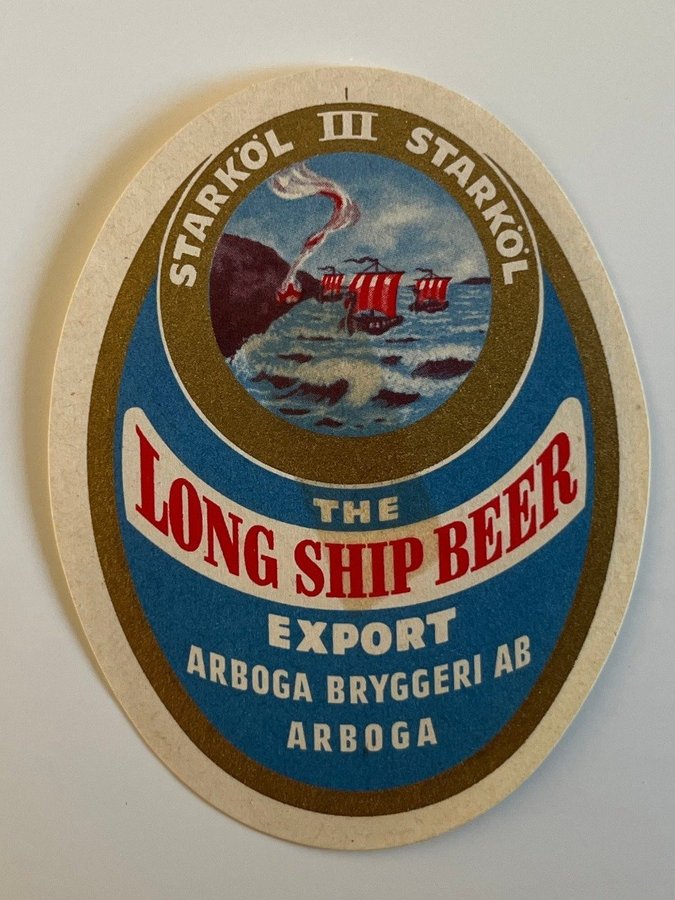 STARKÖL III STARKÖL
THE
LONG SHIP BEER
EXPORT
ARBOGA BRYGGERI AB
ARBOGA